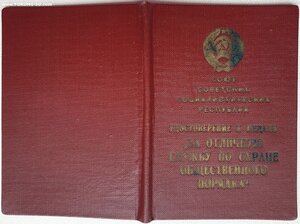 СОЮЗ
СОВЕТСКИХ
СОЦИАЛИСТИЧЕСКИХ
РЕСПУБЛИК
УДОСТОВЕРЕНИЕ К МЕДАЛИ
ЗА ОТЛИЧНУЮ
СЛУЖБУ ПО ОХРАНЕ
ОБЩЕСТВЕННОГО
ПОРЯДКА"